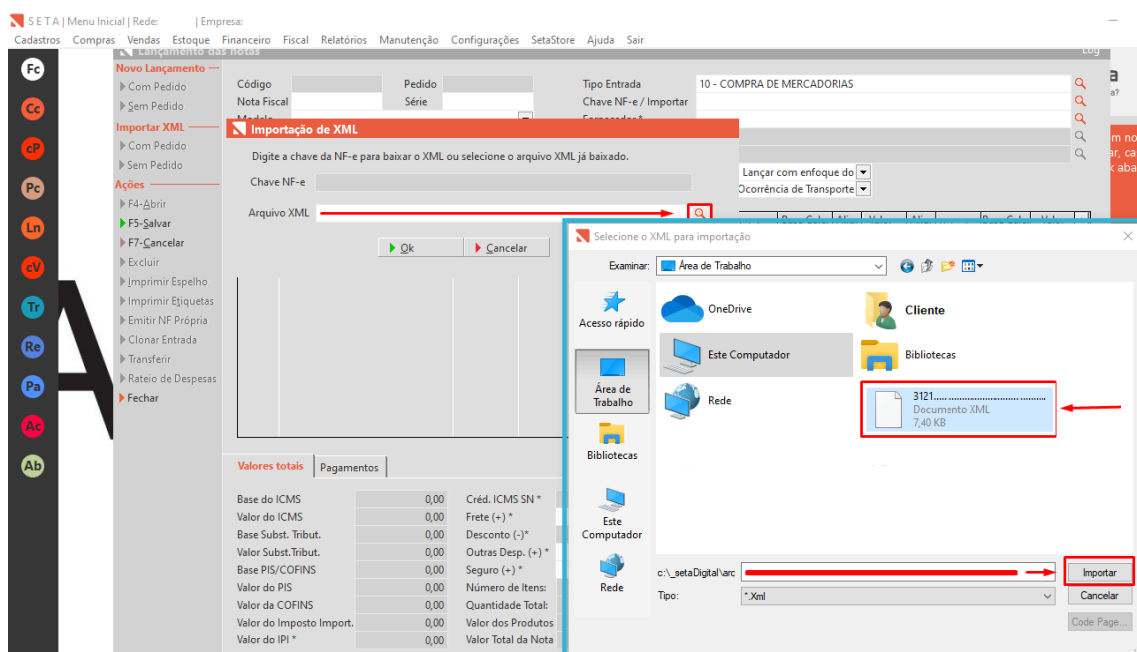 S E T A | Menu Inicial | Rede: | Empresa:
Cadastros Compras Vendas Estoque Financeiro Fiscal Relatórios Manutenção Configurações SetaStore Ajuda Sair
Lançamento das notas
Log
Fc
Cc
cP
Pc
Ln
cV
Tr
Re
Pa
Ac
Ab
Novo Lançamento
Com Pedido
Sem Pedido
Importar XML
Com Pedido
Sem Pedido
Ações
F4-Abrir
F5-Salvar
F7-Cancelar
Excluir
Imprimir Espelho
Imprimir Etiquetas
Emitir NF Própria
Clonar Entrada
Transferir
Rateio de Despesas
Fechar
Código Pedido Tipo Entrada 10 - COMPRA DE MERCADORIAS
Nota Fiscal Série Chave NF-e / Importar
Modelo Fornecedor *
Lançar com enfoque do
Ocorrência de Transporte
Importação de XML
Digite a chave da NF-e para baixar o XML ou selecione o arquivo XML já baixado.
Chave NF-e
Arquivo XML
Ok Cancelar
Selecione o XML para importação
Examinar: Área de Trabalho
Acesso rápido
Área de Trabalho
Bibliotecas
Este Computador
Rede
OneDrive
Cliente
Este Computador
Bibliotecas
Rede
3121......................................
Documento XML
7,40 KB
c:\_setaDigital\arc
Importar
Tipo: *.Xml
Cancelar
Code Page...
Valores totais Pagamentos
Base do ICMS 0,00 Créd. ICMS SN *
Valor do ICMS 0,00 Frete (+) *
Base Subst. Tribut. 0,00 Desconto (-)*
Valor Subst.Tribut. 0,00 Outras Desp. (+) *
Base PIS/COFINS 0,00 Seguro (+) *
Valor do PIS 0,00 Número de Itens:
Valor da COFINS 0,00 Quantidade Total:
Valor do Imposto Import. 0,00 Valor dos Produtos
Valor do IPI * 0,00 Valor Total da Nota